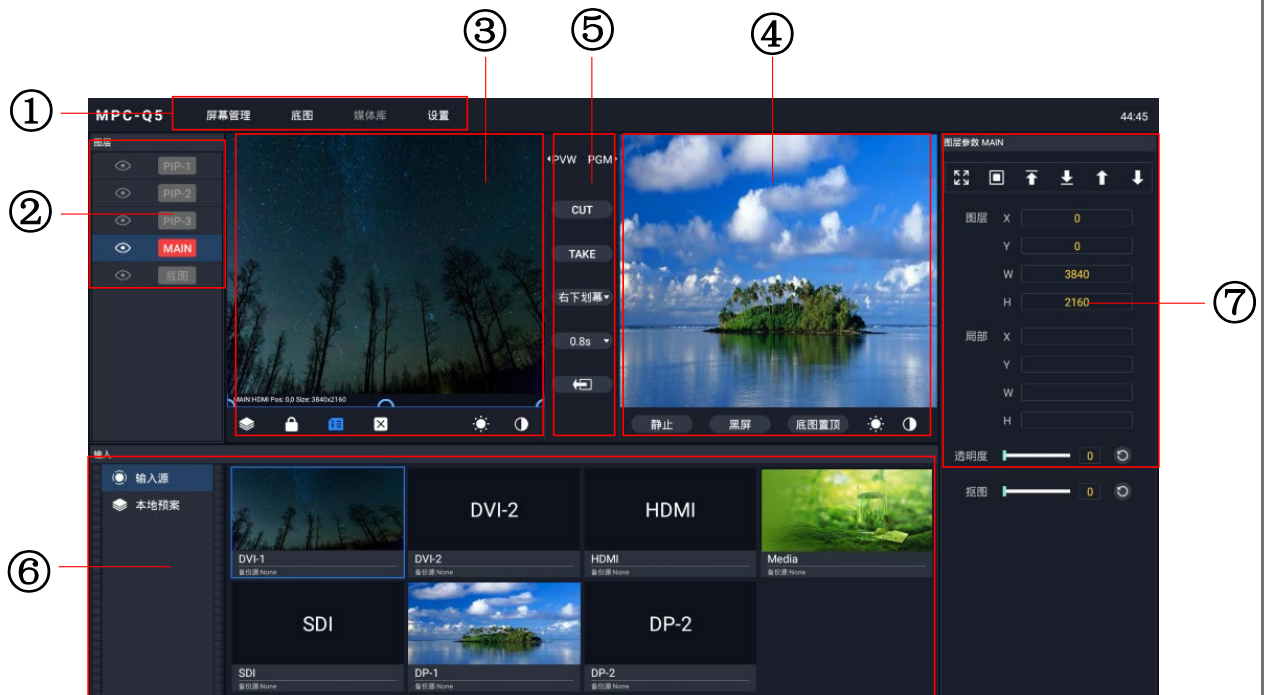 ③ ⑤ ④
① MPC-Q5 屏幕管理 底图 媒体库 设置 44:45
图层
PIP-1
PIP-2
② PIP-3
MAIN
底图
MAIN:HDMI Pos: 0,0 Size: 3840x2160
PVW PGM
CUT
TAKE
右下划幕
0.8s
静止 黑屏 底图置顶
图层参数 MAIN
图层 X 0
Y 0
W 3840
H 2160 ⑦
局部 X
Y
W
H
透明度 0
抠图 0
输入
⑥ 输入源
本地预案
DVI-2 HDMI
DVI-1 DVI-2 HDMI Media
备份源:None 备份源:None 备份源:None 备份源:None
SDI DP-2
SDI DP-1 DP-2
备份源:None 备份源:None 备份源:None